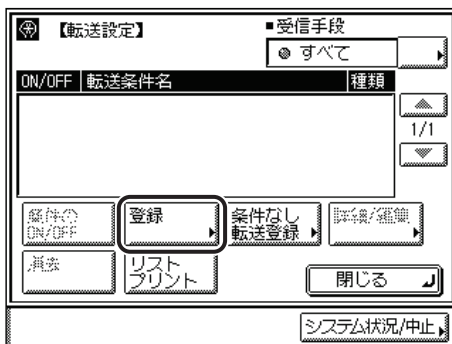 【転送設定】
■受信手段
すべて
ON/OFF 転送条件名 種類
1/1
条件の
ON/OFF
登録
条件なし
転送登録
詳細/編集
消去
リスト
プリント
閉じる
システム状況/中止